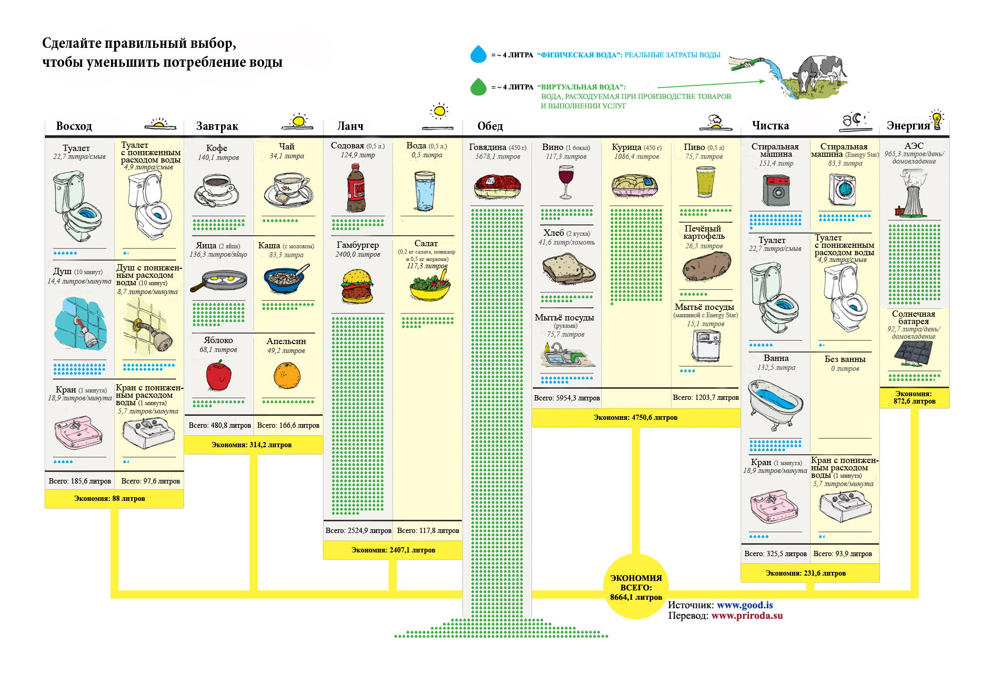 Сделайте правильный выбор,
чтобы уменьшить потребление воды
= ~ 4 ЛИТРА "ФИЗИЧЕСКАЯ ВОДА": РЕАЛЬНЫЕ ЗАТРАТЫ ВОДЫ
= ~ 4 ЛИТРА "ВИРТУАЛЬНАЯ ВОДА":
ВОДА, РАСХОДУЕМАЯ ПРИ ПРОИЗВОДСТВЕ ТОВАРОВ
И ВЫПОЛНЕНИИ УСЛУГ
Восход
Туалет
22,7 литра/смыв
Душ (10 минут)
14,4 литров/минута
Кран (1 минута)
18,9 литров/минута
Всего: 185,6 литров
Туалет
с пониженным
расходом воды
4,9 литра/смыв
Душ с понижен-
ным расходом
воды (10 минут)
8,7 литров/минута
Кран с понижен-
ным расходом
воды (1 минута)
5,7 литров/минута
Всего: 97,6 литров
Экономия: 88 литров
Завтрак
Кофе
140,1 литров
Яица (2 яйца)
136,3 литров/яйцо
Яблоко
68,1 литров
Всего: 480,8 литров
Чай
34,1 литра
Каша (с молоком)
83,3 литра
Апельсин
49,2 литров
Всего: 166,6 литров
Экономия: 314,2 литров
Ланч
Содовая (0,5 л.)
124,9 литр
SODA
Гамбургер
2400,0 литров
Всего: 2524,9 литров
Вода (0,5 л.)
0,5 литра
Салат
(0,2 кг салата, помидор
и 0,5 кг моркови)
117,3 литров
Всего: 117,8 литров
Экономия: 2407,1 литров
Обед
Говядина (450 г)
5678,1 литров
Вино (1 бокал)
117,3 литров
Хлеб (2 куска)
41,6 литр/ломоть
Мытьё посуды
(руками)
75,7 литров
Всего: 5954,3 литров
Курица (450 г)
1086,4 литров
Пиво (0,5 л)
75,7 литров
Печёный
картофель
26,5 литров
Мытьё посуды
(машиной с Energy Star)
15,1 литров
Всего: 1203,7 литров
Экономия: 4750,6 литров
Чистка
Стиральная
машина
151,4 литр
Туалет
22,7 литра/смыв
Ванна
132,5 литра
Кран (1 минута)
18,9 литров/минута
Всего: 325,5 литров
Стиральная
машина (Energy Star)
83,3 литра
Туалет
с пониженным
расходом воды
4,9 литра/смыв
Без ванны
0 литров
Кран с понижен-
ным расходом
воды (1 минута)
5,7 литров/минута
Всего: 93,9 литров
Экономия: 231,6 литров
Энергия
АЭС
965,3 литров/день/
домовладение
Солнечная
батарея
92,7 литра/день/
домовладение
Экономия:
872,6 литров
ЭКОНОМИЯ
ВСЕГО:
8664,1 литров
Источник: www.good.is
Перевод: www.priroda.su